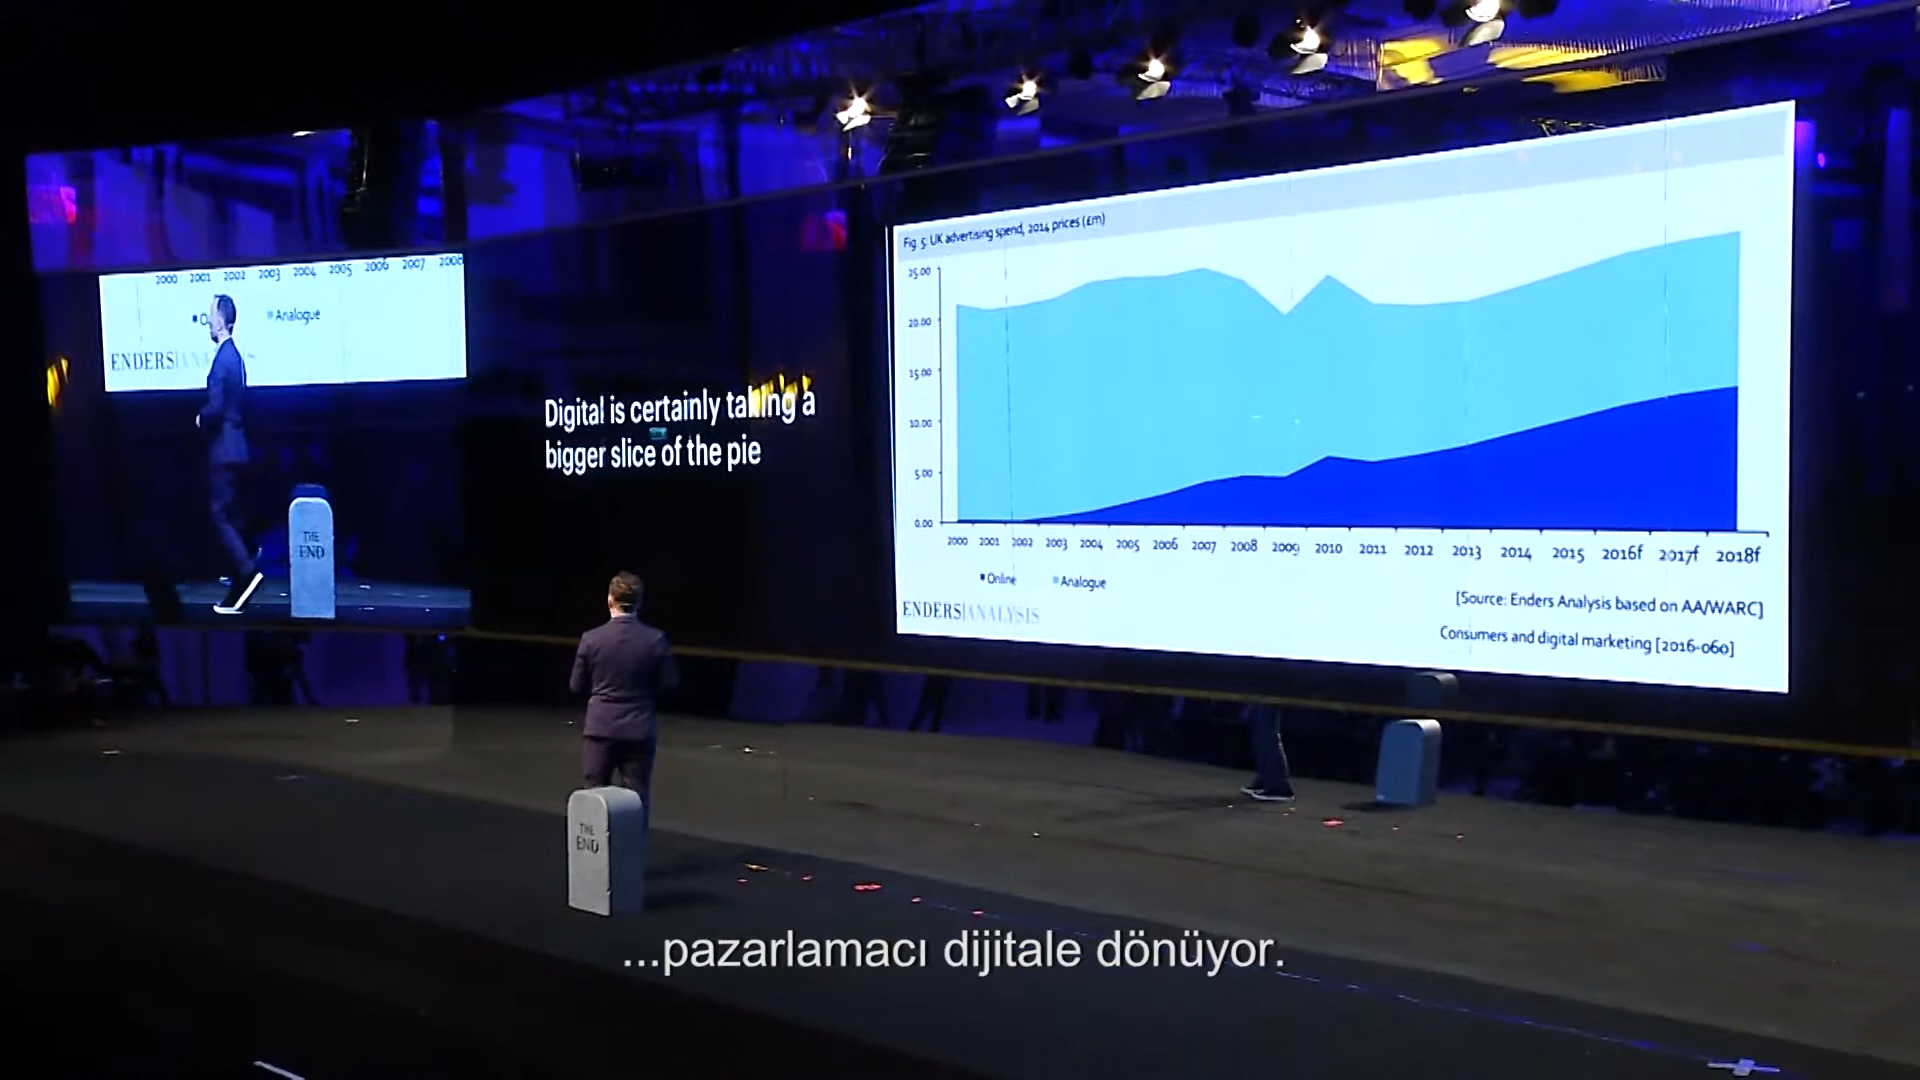 2000 2001 2002 2003 2004 2005 2006 2007 2008
Analogue
ENDERS
THE
END
Digital is certainly taking a
bigger slice of the pie
Fig. 5: UK advertising spend, 2014 prices (£m)
25.00
20.00
15.00
10.00
5.00
0.00
2000 2001 2002 2003 2004 2005 2006 2007 2008 2009 2010 2011 2012 2013 2014 2015 2016f 2017f 2018f
Online Analogue
ENDERS ANALYSIS
[Source: Enders Analysis based on AA/WARC]
Consumers and digital marketing [2016-060]
THE
END
...pazarlamacı dijitale dönüyor.